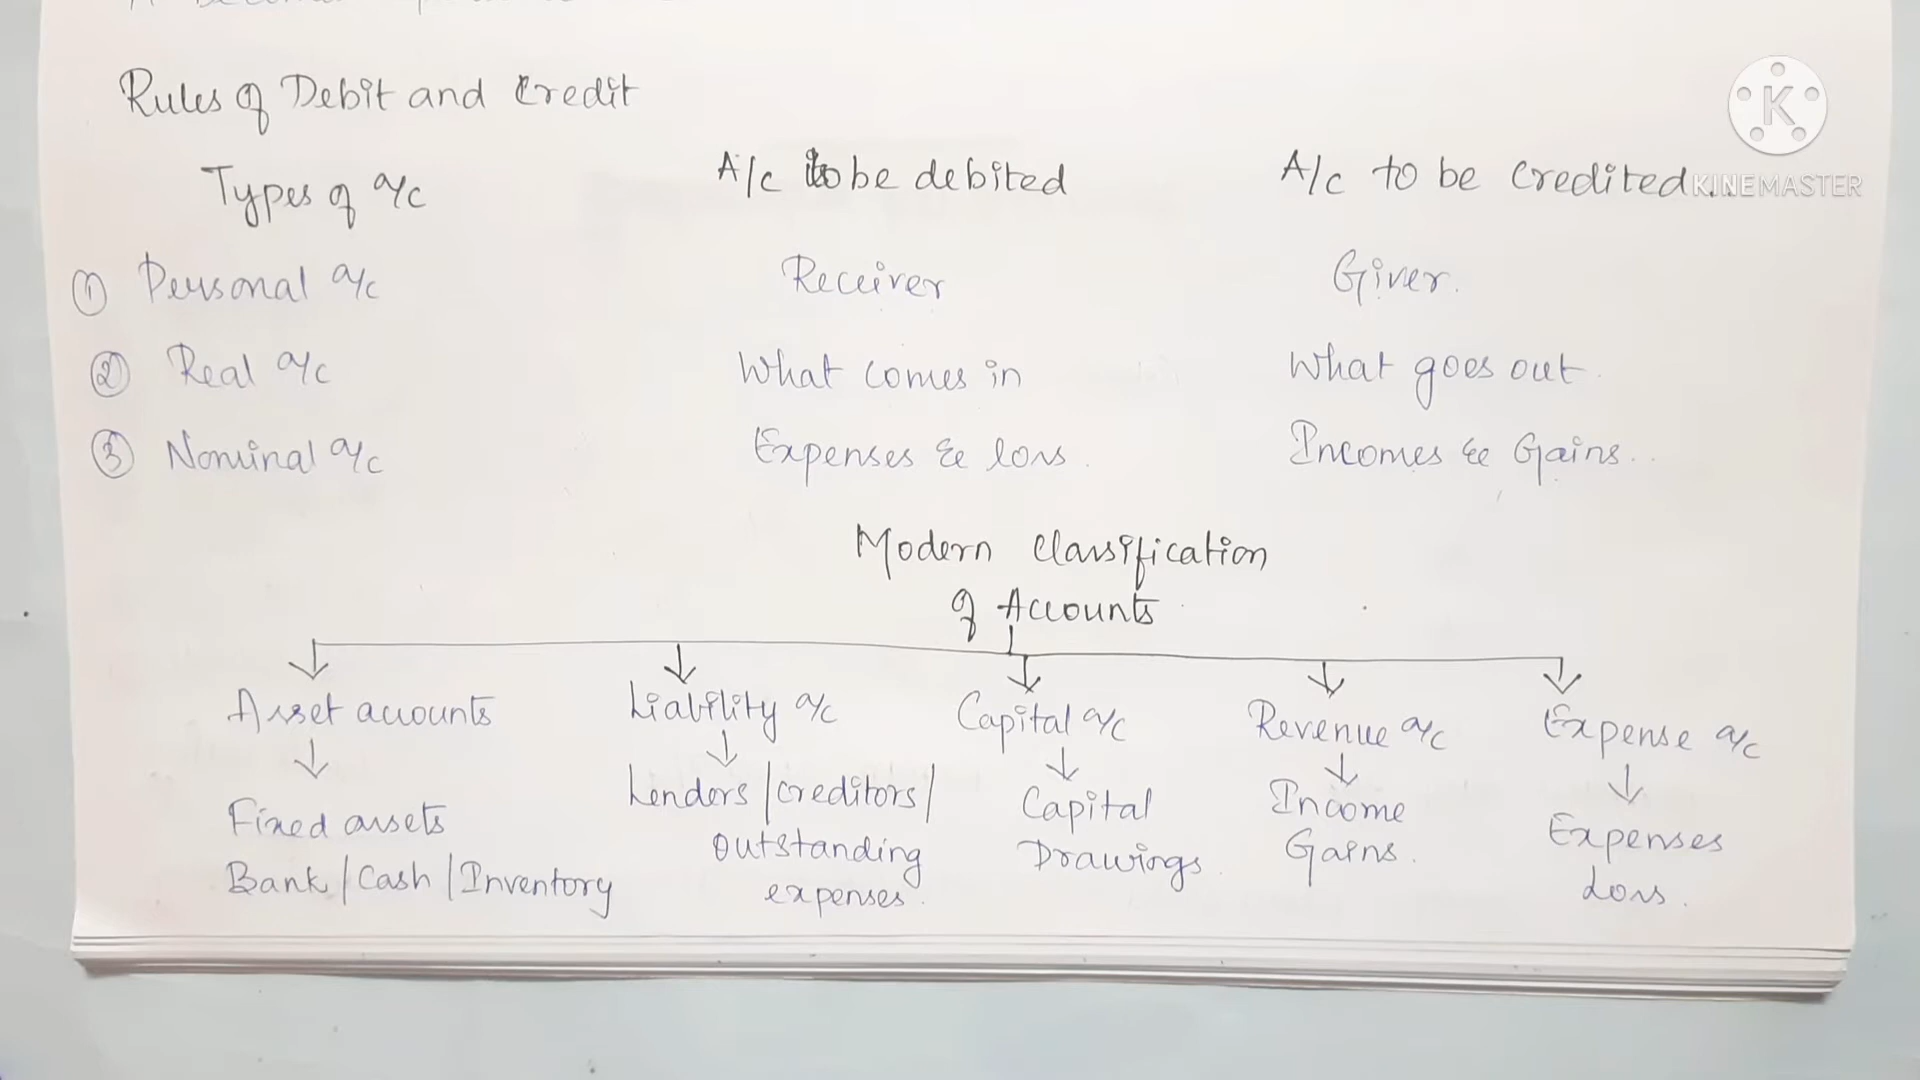 Rules of Debit and Credit
Types of a/c A/c to be debited A/c to be credited
① Personal a/c Receiver Giver.
② Real a/c What comes in What goes out.
③ Nominal a/c Expenses & loss. Incomes & Gains..
Modern classification
of Accounts
Asset accounts Liability a/c Capital a/c Revenue a/c Expense a/c
Fixed assets Lenders/creditors/ Capital Income Expenses
Bank/Cash/Inventory outstanding Drawings. Gains. Loss.
expenses.
K
KINEMASTER